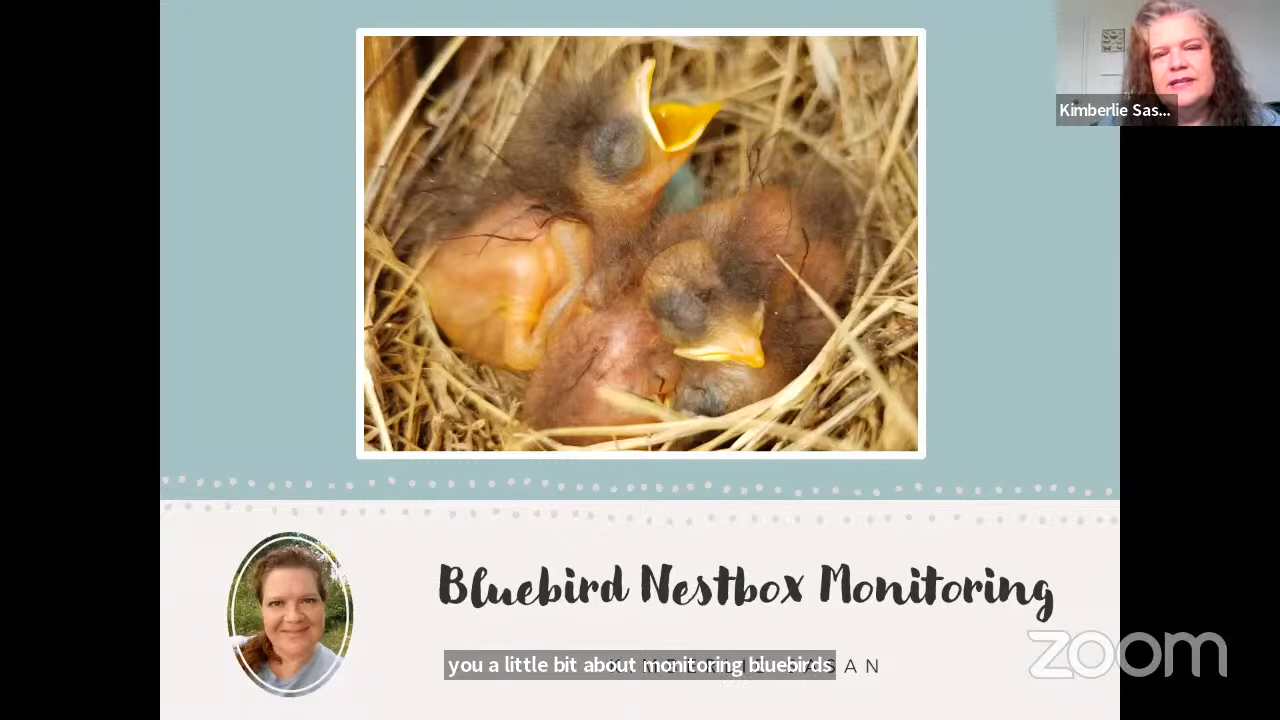 Kimberlie Sas...
Bluebird Nestbox Monitoring
you a little bit about monitoring bluebirds
zoom